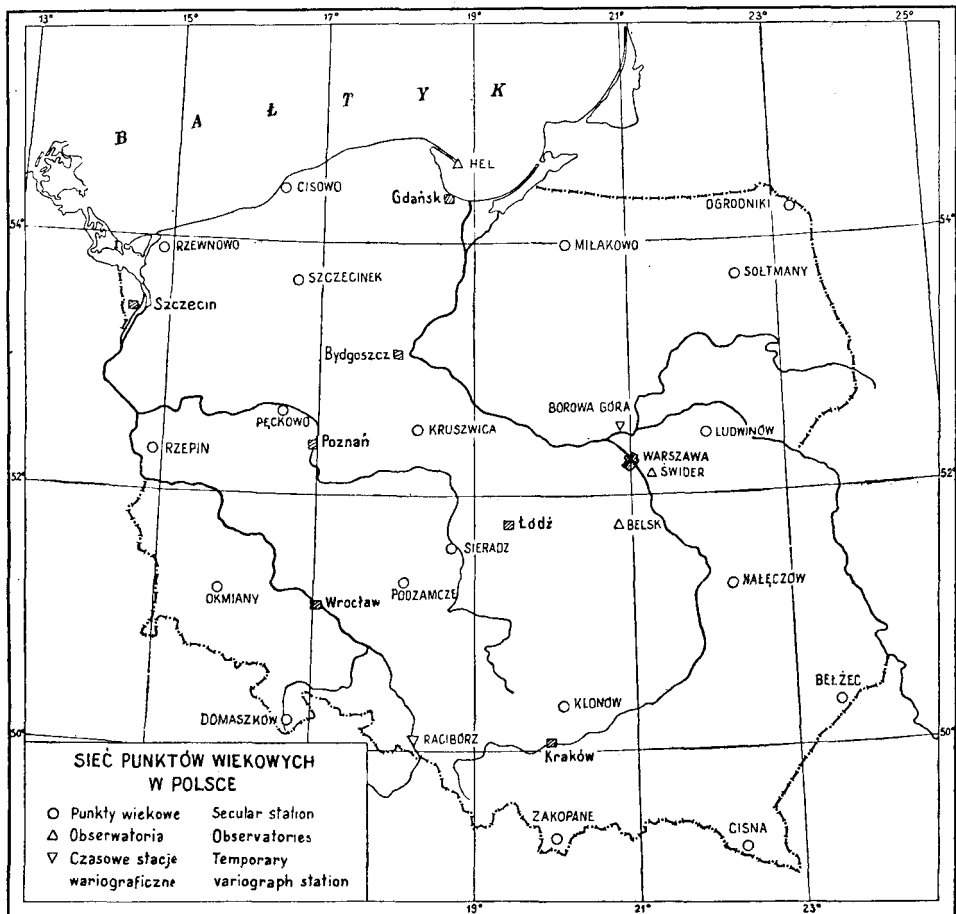 13° 15° 17° 19° 21° 23° 25°
B A Ł T Y K
HEL
CISOWO
Gdańsk
OGRODNIKI
54° 54°
RZEWNOWO
MIŁAKOWO
SZCZECINEK
SOŁTMANY
Szczecin
Bydgoszcz
BOROWA GÓRA
PĘCKOWO
KRUSZWICA
LUDWINÓW
RZEPIN
Poznań
WARSZAWA
ŚWIDER
52° 52°
Łódź
BELSK
SIERADZ
NAŁĘCZÓW
OKMIANY
PODZAMCZE
Wrocław
BEŁŻEC
KLONÓW
DOMASZKÓW
50° 50°
RACIBÓRZ
Kraków
SIEĆ PUNKTÓW WIEKOWYCH
W POLSCE
Punkty wiekowe Secular station
Obserwatoria Observatories
Czasowe stacje Temporary
wariograficzne variograph station
ZAKOPANE
CISNA
19° 23°